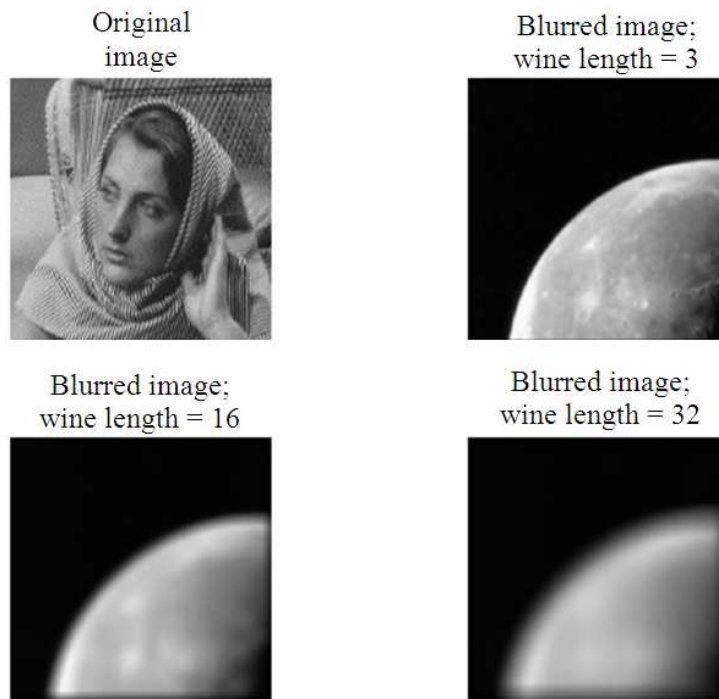 Original
image
Blurred image;
wine length = 3
Blurred image;
wine length = 16
Blurred image;
wine length = 32